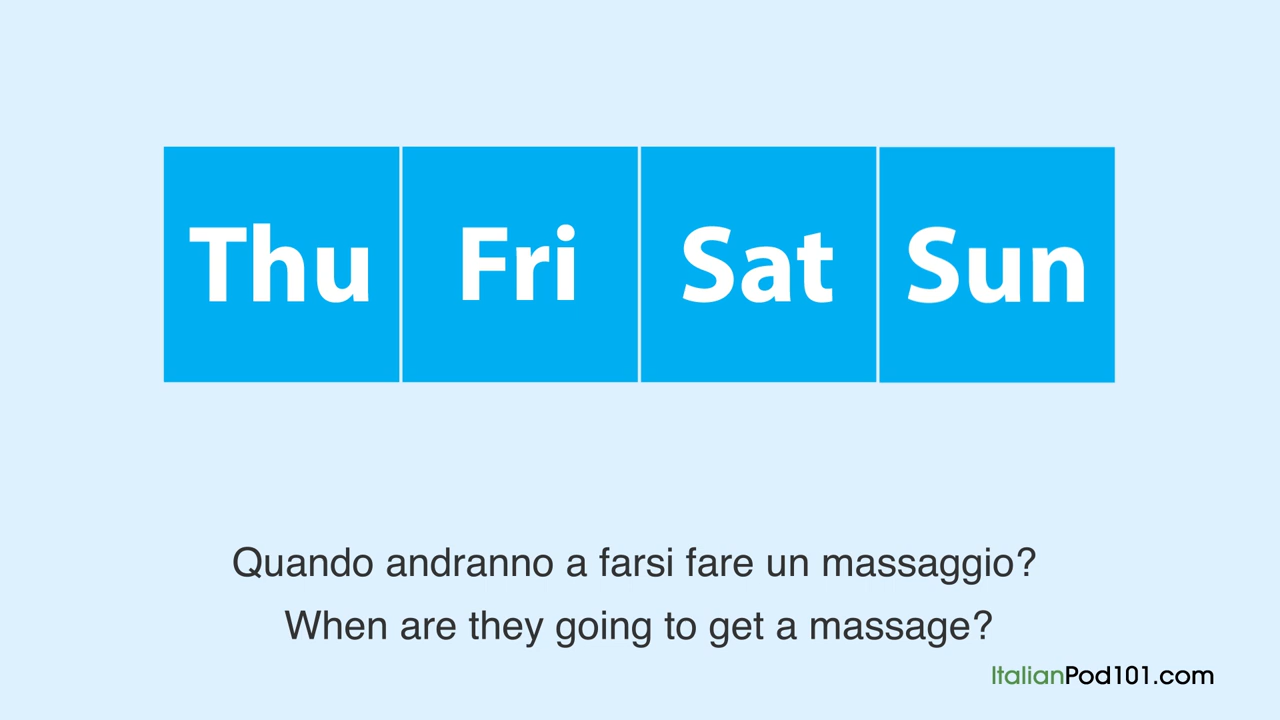 Thu Fri Sat Sun
Quando andranno a farsi fare un massaggio?
When are they going to get a massage?
ItalianPod101.com